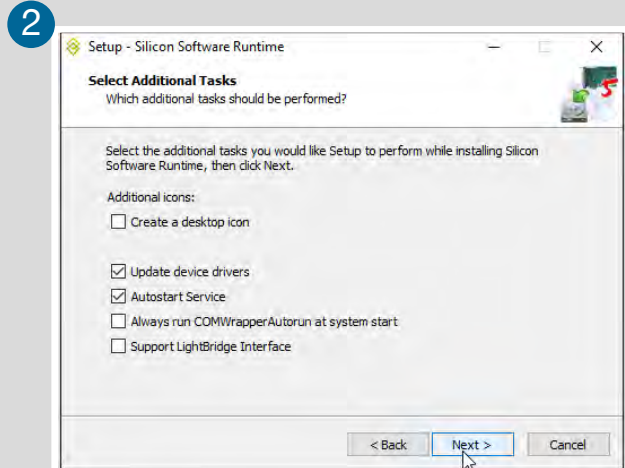 2
Setup - Silicon Software Runtime
Select Additional Tasks
Which additional tasks should be performed?
5
Select the additional tasks you would like Setup to perform while installing Silicon
Software Runtime, then click Next.
Additional icons:
Create a desktop icon
Update device drivers
Autostart Service
Always run COMWrapperAutorun at system start
Support LightBridge Interface
< Back Next > Cancel